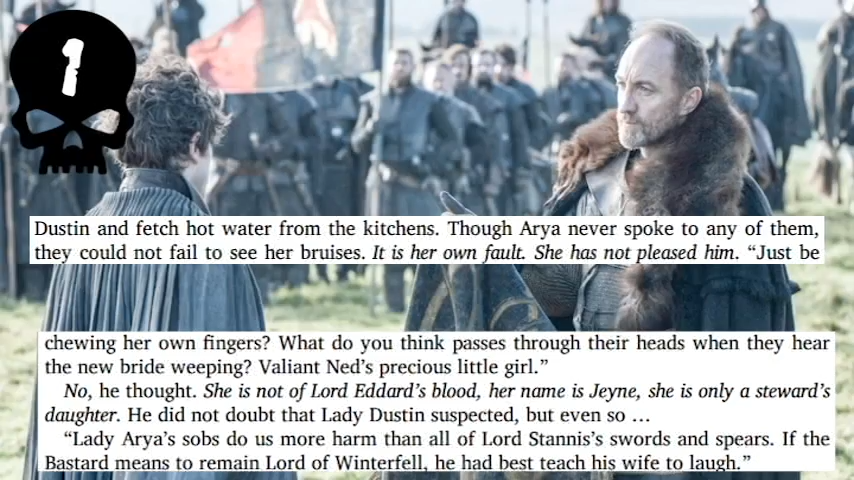 1
Dustin and fetch hot water from the kitchens. Though Arya never spoke to any of them,
they could not fail to see her bruises. It is her own fault. She has not pleased him. “Just be
chewing her own fingers? What do you think passes through their heads when they hear
the new bride weeping? Valiant Ned’s precious little girl.”
No, he thought. She is not of Lord Eddard’s blood, her name is Jeyne, she is only a steward’s
daughter. He did not doubt that Lady Dustin suspected, but even so …
“Lady Arya’s sobs do us more harm than all of Lord Stannis’s swords and spears. If the
Bastard means to remain Lord of Winterfell, he had best teach his wife to laugh.”